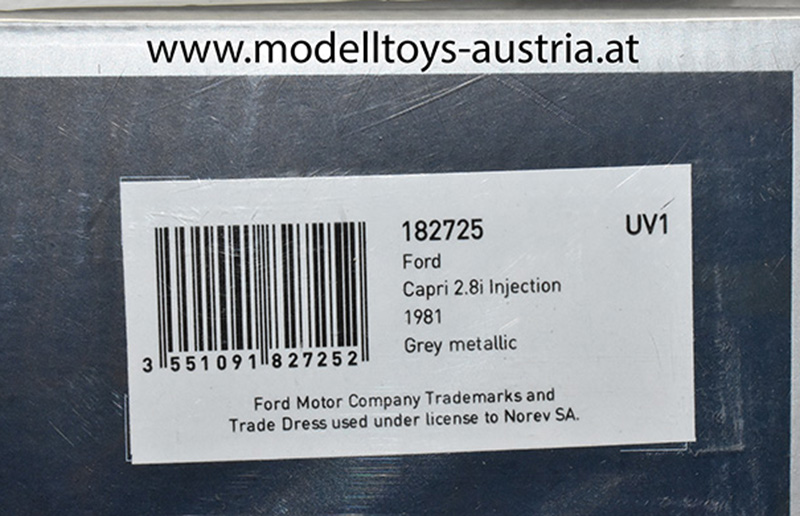 www.modelltoys-austria.at
182725 UV1
Ford
Capri 2.8i Injection
1981
Grey metallic
3 551091 827252
Ford Motor Company Trademarks and
Trade Dress used under license to Norev SA.